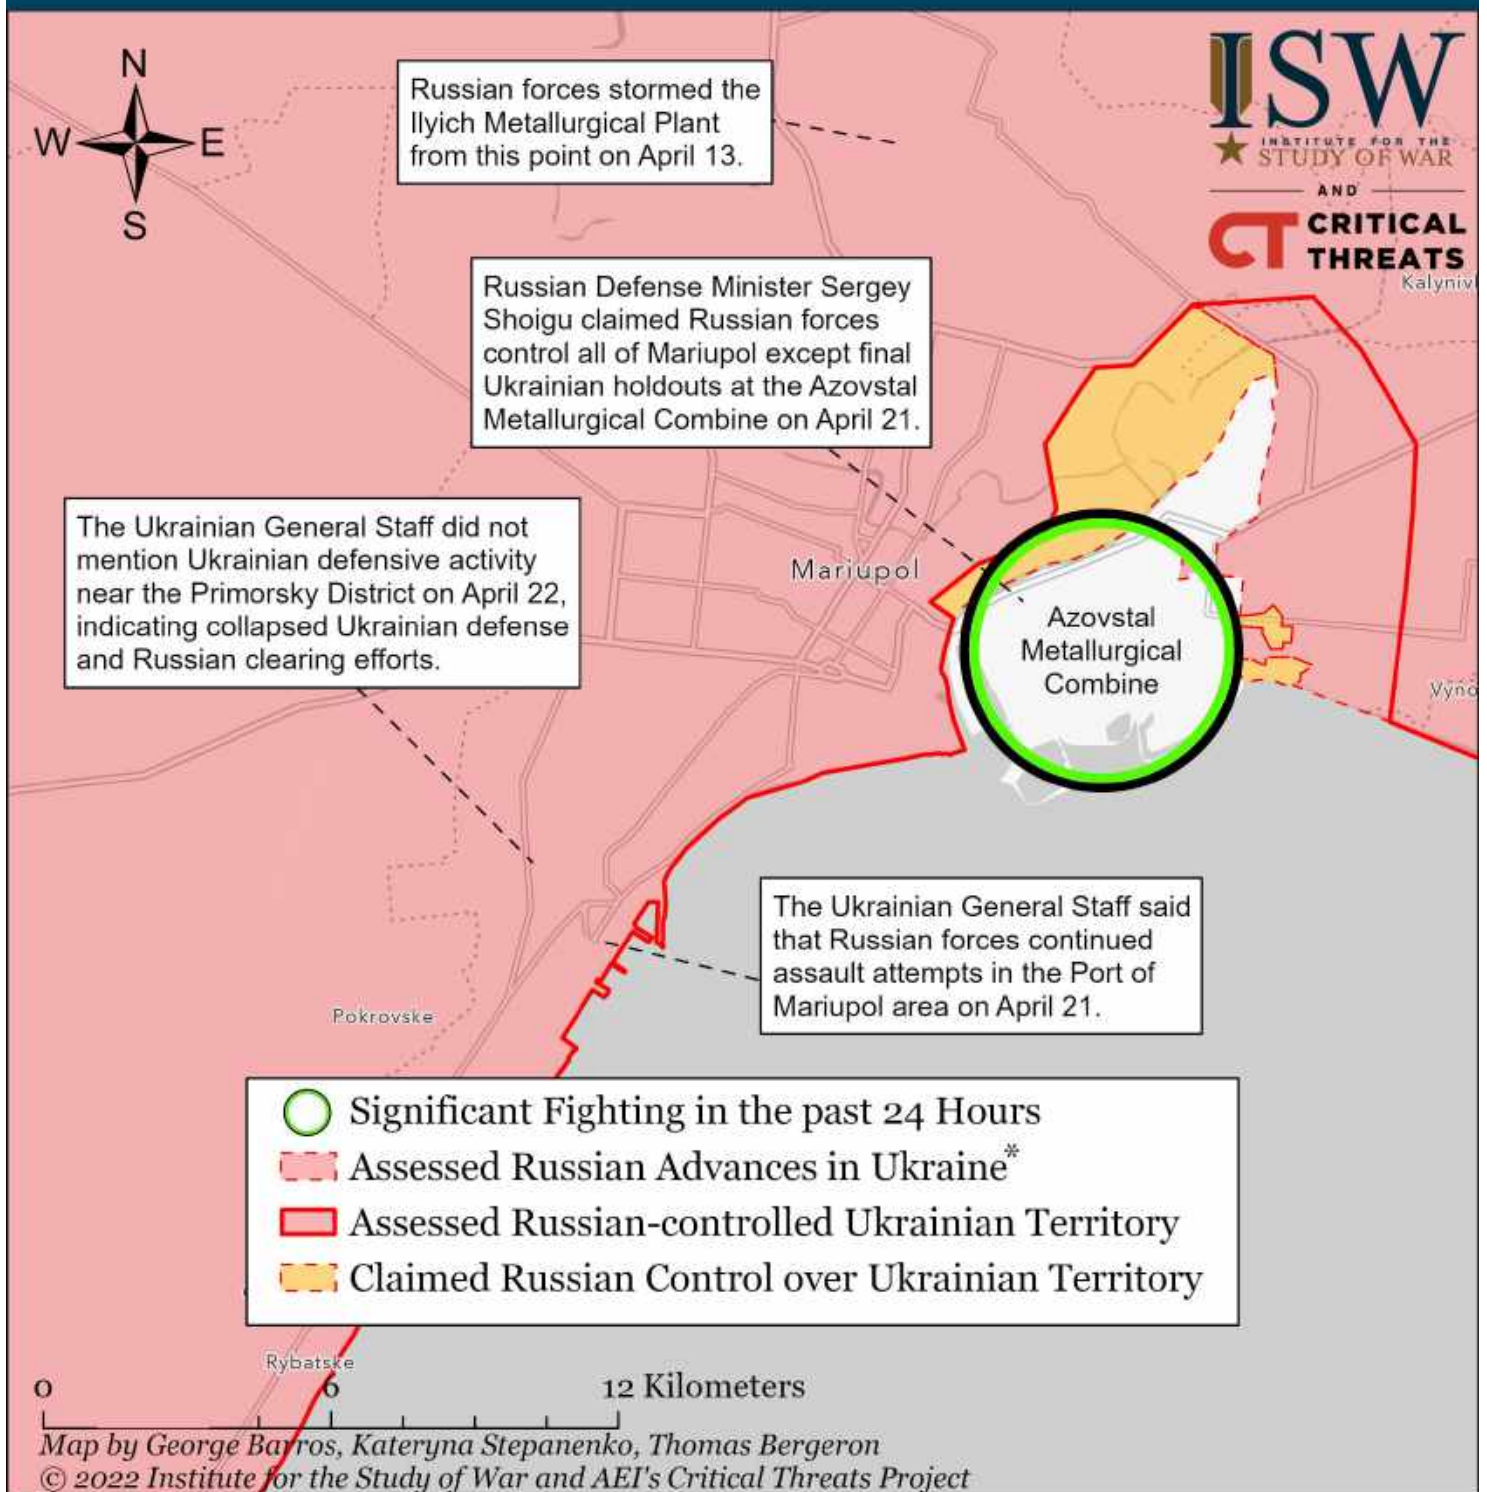 N
W E
S
Russian forces stormed the
Ilyich Metallurgical Plant
from this point on April 13.
ISW
INSTITUTE FOR THE
STUDY OF WAR
AND
CT CRITICAL
THREATS
Russian Defense Minister Sergey
Shoigu claimed Russian forces
control all of Mariupol except final
Ukrainian holdouts at the Azovstal
Metallurgical Combine on April 21.
The Ukrainian General Staff did not
mention Ukrainian defensive activity
near the Primorsky District on April 22,
indicating collapsed Ukrainian defense
and Russian clearing efforts.
Mariupol
Azovstal
Metallurgical
Combine
The Ukrainian General Staff said
that Russian forces continued
assault attempts in the Port of
Mariupol area on April 21.
Pokrovske
Significant Fighting in the past 24 Hours
Assessed Russian Advances in Ukraine*
Assessed Russian-controlled Ukrainian Territory
Claimed Russian Control over Ukrainian Territory
Rybatske
0 6 12 Kilometers
Map by George Barros, Kateryna Stepanenko, Thomas Bergeron
© 2022 Institute for the Study of War and AEI's Critical Threats Project